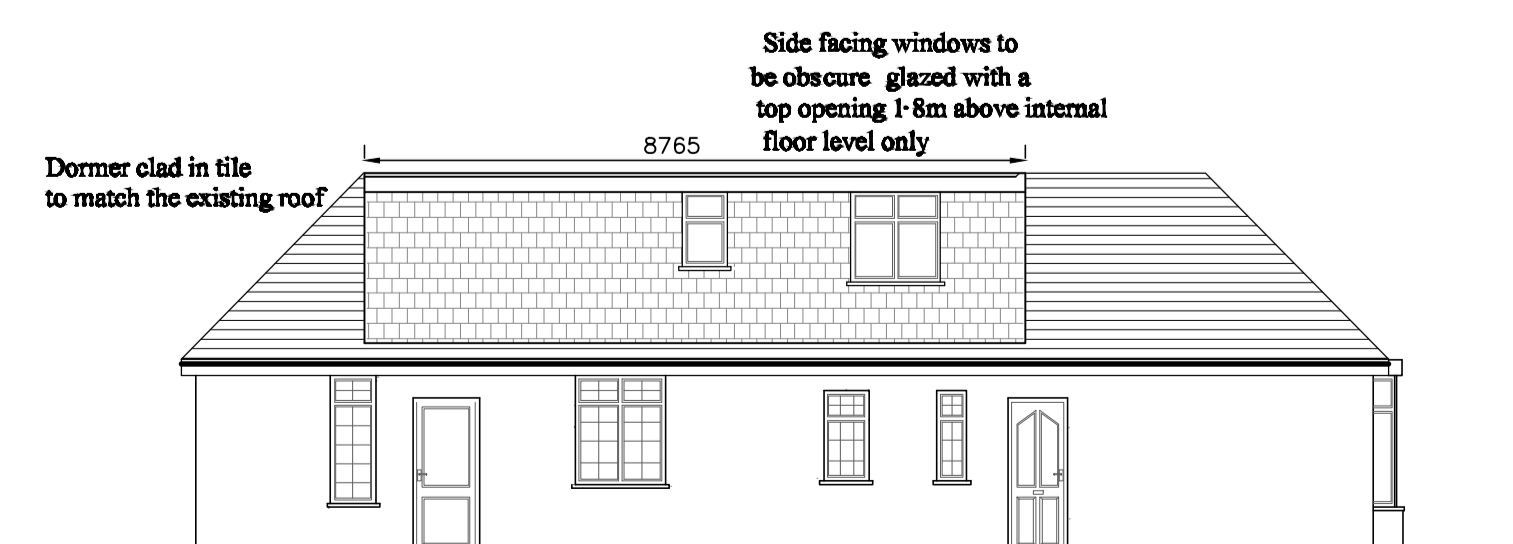 Side facing windows to
be obscure glazed with a
top opening 1·8m above internal
floor level only
8765
Dormer clad in tile
to match the existing roof